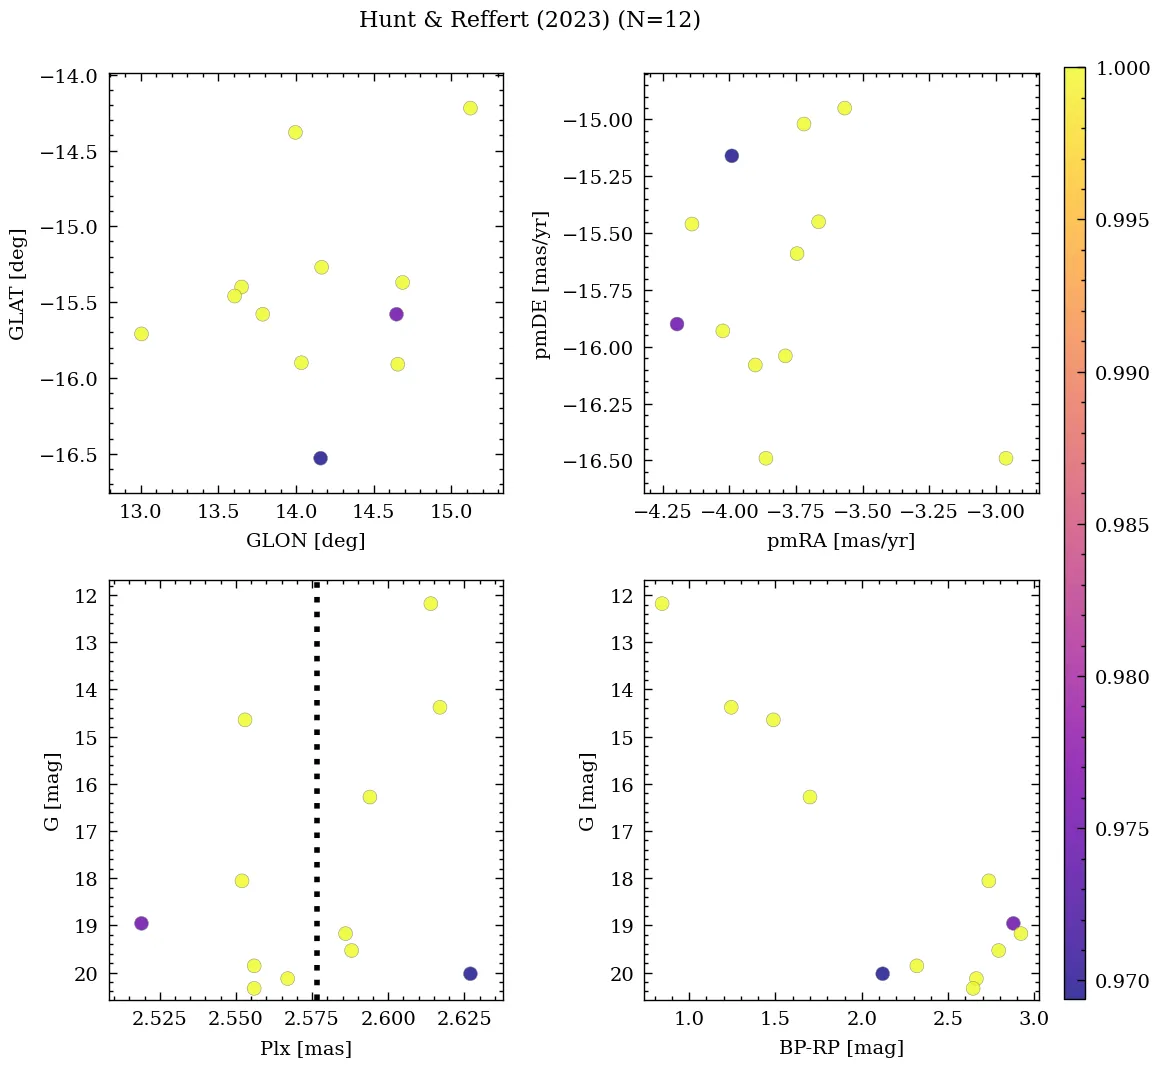 Hunt & Reffert (2023) (N=12)
−14.0
−14.5
−15.0
−15.5
−16.0
−16.5
GLAT [deg]
13.0 13.5 14.0 14.5 15.0
GLON [deg]
−15.00
−15.25
−15.50
−15.75
−16.00
−16.25
−16.50
pmDE [mas/yr]
−4.25 −4.00 −3.75 −3.50 −3.25 −3.00
pmRA [mas/yr]
12
13
14
15
16
17
18
19
20
G [mag]
2.525 2.550 2.575 2.600 2.625
Plx [mas]
12
13
14
15
16
17
18
19
20
G [mag]
1.0 1.5 2.0 2.5 3.0
BP-RP [mag]
1.000
0.995
0.990
0.985
0.980
0.975
0.970